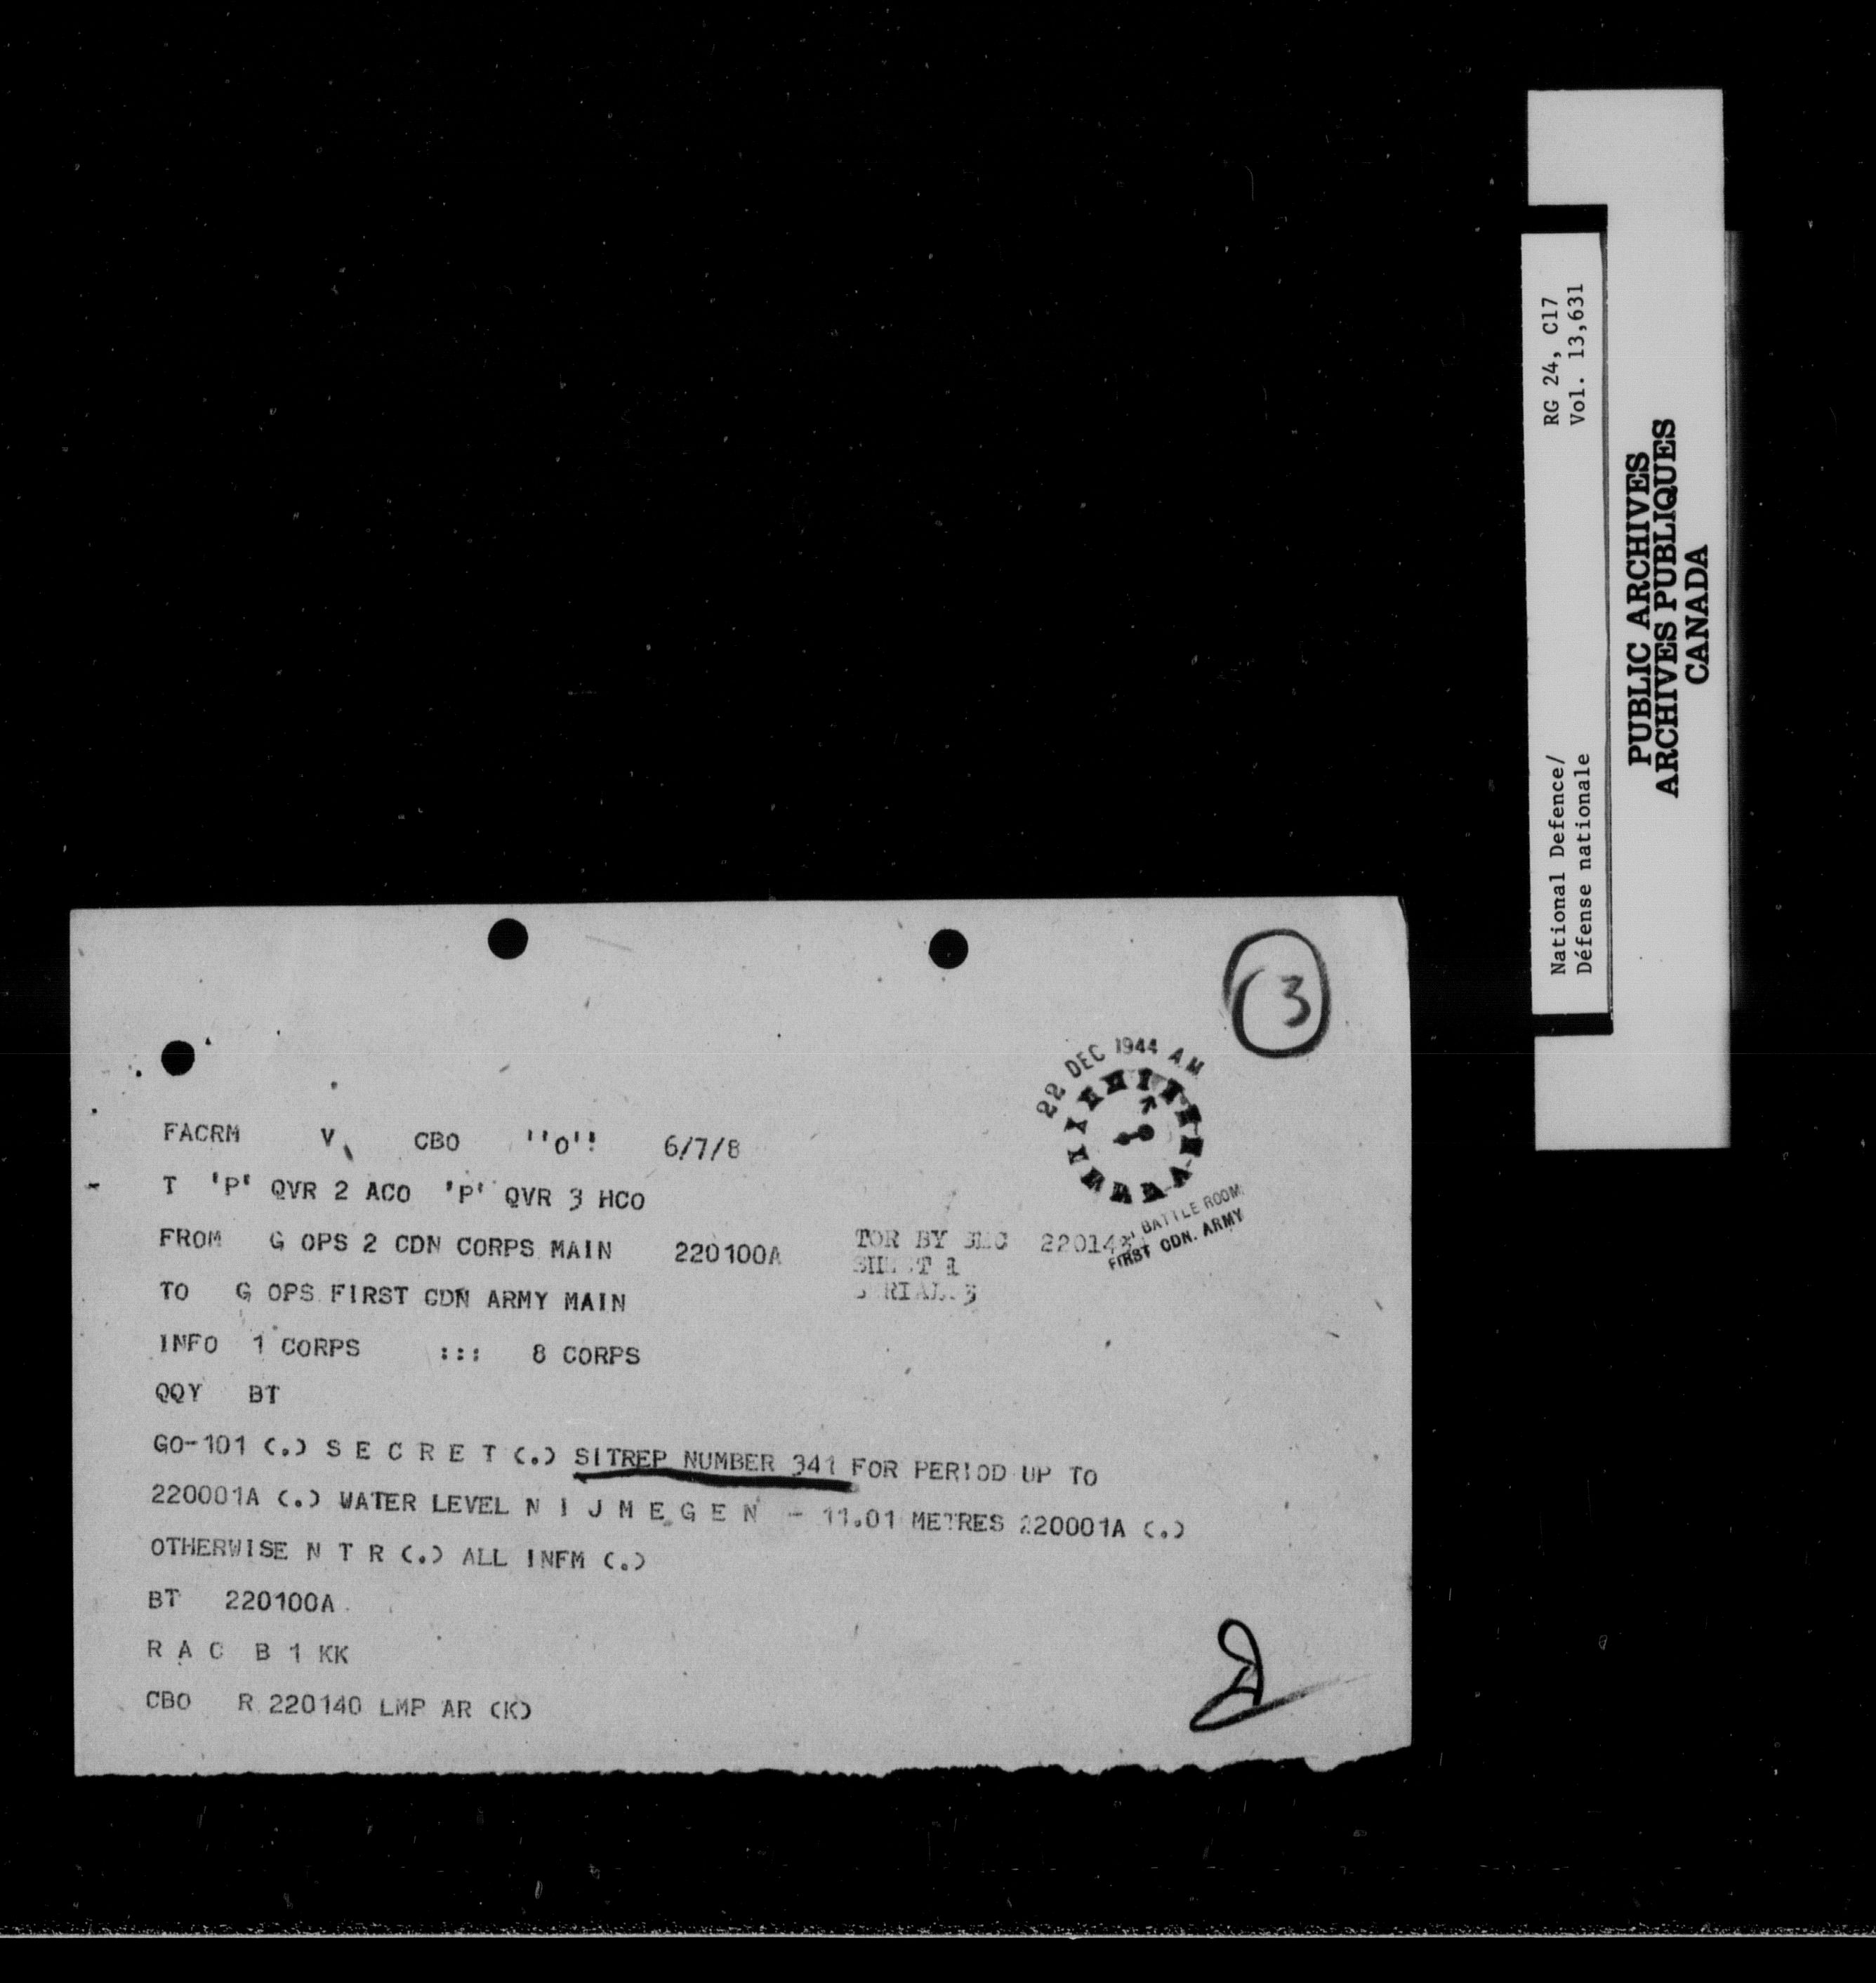 3
22 DEC 1944 AM
BATTLE ROOM
FIRST CDN. ARMY
FACRM V CBO ''O'! 6/7/8
T 'P' QVR 2 ACO 'P' QVR 3 HCO
FROM G OPS 2 CDN CORPS MAIN 220100A
TOR BY
TO G OPS FIRST CDN ARMY MAIN
INFO 1 CORPS ::: 8 CORPS
QQY BT
GO-101 (.) S E C R E T (.) SITREP NUMBER 341 FOR PERIOD UP TO
220001A (.) WATER LEVEL N I J M E G E N - 11.01 METRES 220001A (.)
OTHERWISE N T R (.) ALL INFM (.)
BT 220100A
R A C B 1 KK
CBO R 220140 LMP AR (K)
National Defence/ RG 24, C17
Défense nationale Vol. 13,631
PUBLIC ARCHIVES
ARCHIVES PUBLIQUES
CANADA